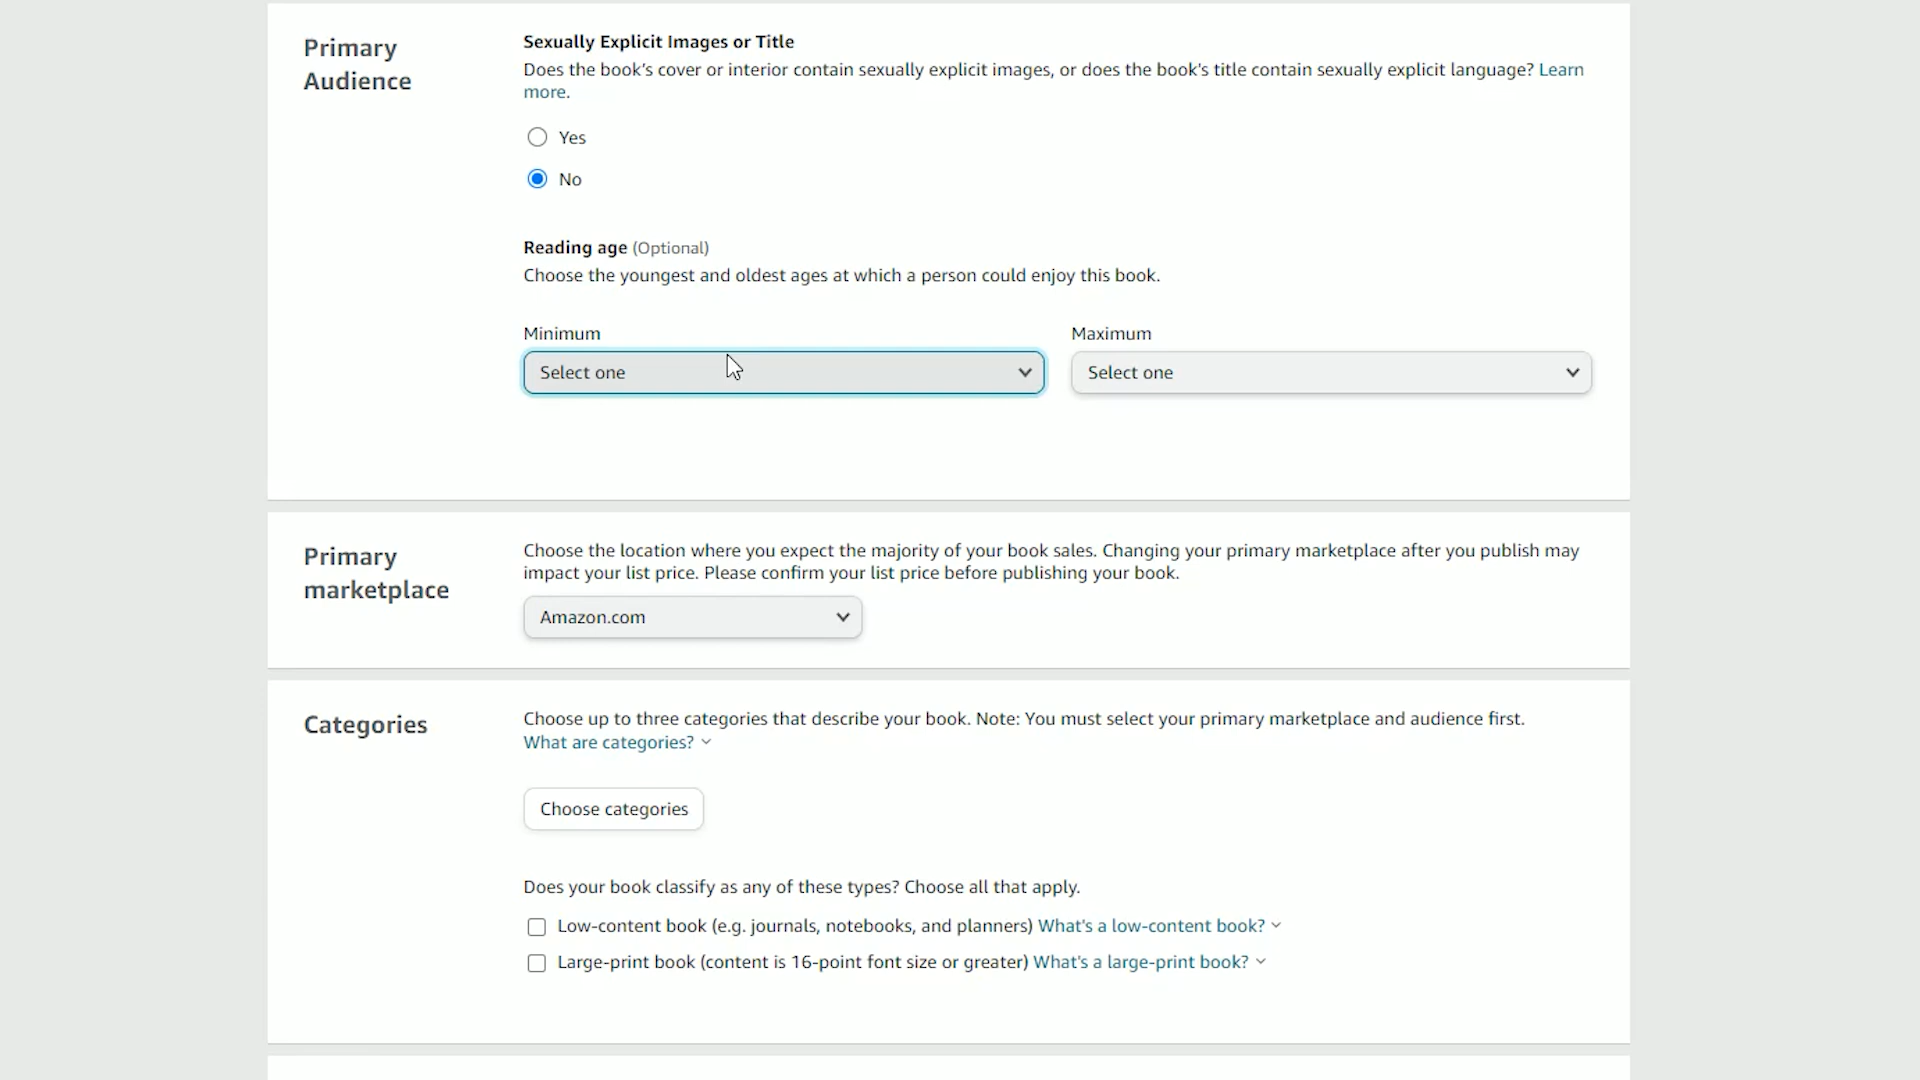 Primary
Audience
Sexually Explicit Images or Title
Does the book's cover or interior contain sexually explicit images, or does the book's title contain sexually explicit language? Learn
more.
Yes
No
Reading age (Optional)
Choose the youngest and oldest ages at which a person could enjoy this book.
Minimum
Maximum
Select one
Select one
Primary
marketplace
Choose the location where you expect the majority of your book sales. Changing your primary marketplace after you publish may
impact your list price. Please confirm your list price before publishing your book.
Amazon.com
Categories
Choose up to three categories that describe your book. Note: You must select your primary marketplace and audience first.
What are categories?
Choose categories
Does your book classify as any of these types? Choose all that apply.
Low-content book (e.g. journals, notebooks, and planners) What's a low-content book?
Large-print book (content is 16-point font size or greater) What's a large-print book?